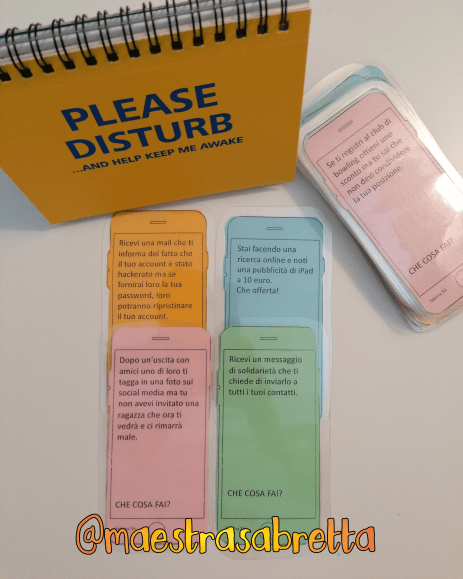 PLEASE
DISTURB
...AND HELP KEEP ME AWAKE
Se ti registri al club di
bowling ottieni uno
sconto ma tu sai che
non devi condividere
la tua posizione.
CHE COSA FAI?
Ricevi una mail che ti
informa del fatto che
il tuo account è stato
hackerato ma se
fornirai loro la tua
password, loro
potranno ripristinare
il tuo account.
Stai facendo una
ricerca online e noti
una pubblicità di iPad
a 10 euro.
Che offerta!
Dopo un'uscita con
amici uno di loro ti
tagga in una foto sui
social media ma tu
non avevi invitato una
ragazza che ora ti
vedrà e ci rimarrà
male.
CHE COSA FAI?
Ricevi un messaggio
di solidarietà che ti
chiede di inviarlo a
tutti i tuoi contatti.
CHE COSA FAI?
@maestrasabretta